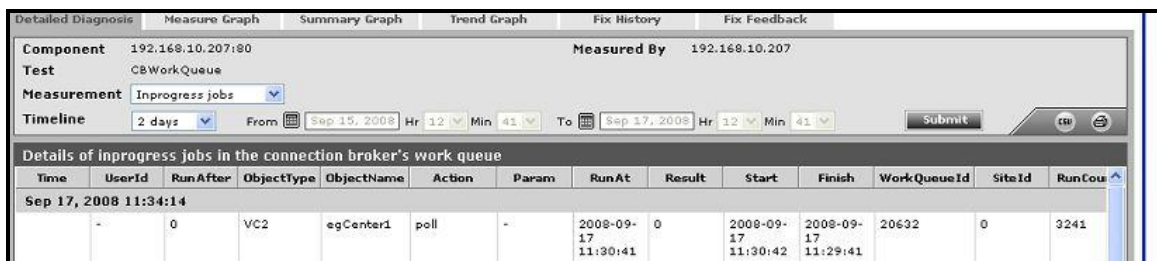 Detailed Diagnosis Measure Graph Summary Graph Trend Graph Fix History Fix Feedback
Component 192.168.10.207:80 Measured By 192.168.10.207
Test CBWorkQueue
Measurement Inprogress jobs
Timeline 2 days From Sep 15, 2008 Hr 12 Min 41 To Sep 17, 2008 Hr 12 Min 41 Submit CSV
Details of inprogress jobs in the connection broker's work queue
Time UserId RunAfter ObjectType ObjectName Action Param RunAt Result Start Finish WorkQueueId SiteId RunCou
Sep 17, 2008 11:34:14
- 0 VC2 egCenter1 poll - 2008-09- 0 2008-09- 2008-09- 20632 0 3241
17 17 17
11:30:41 11:30:42 11:29:41